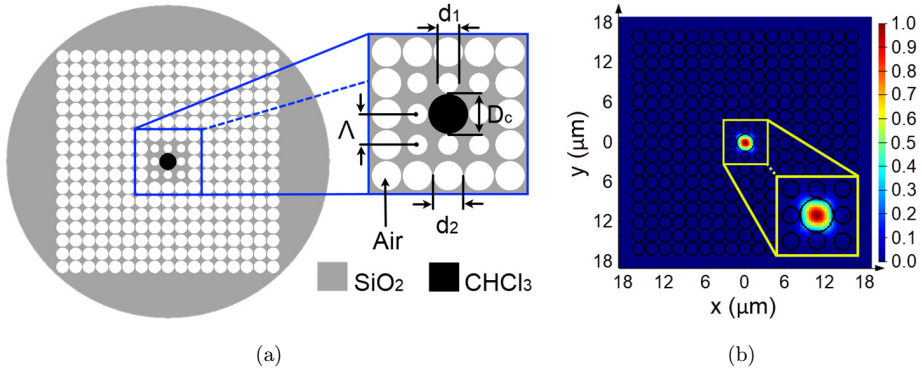 d₁
Λ
D꜀
d₂
Air
SiO₂
CHCl₃
(a)
18
12
6
0
6
12
18
y (μm)
18 12 6 0 6 12 18
x (μm)
1.0
0.9
0.8
0.7
0.6
0.5
0.4
0.3
0.2
0.1
0.0
(b)